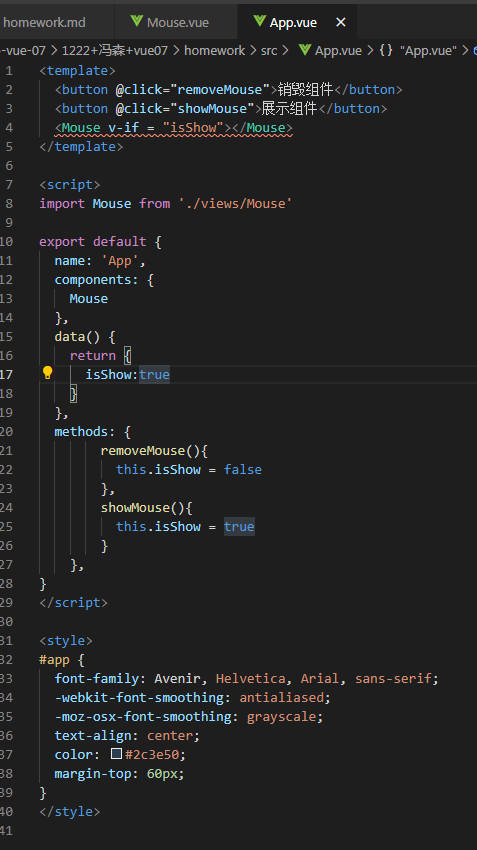 homework.md Mouse.vue App.vue ×
-vue-07 > 1222+冯森+vue07 > homework > src > App.vue > {} "App.vue" >
1 <template>
2 <button @click="removeMouse">销毁组件</button>
3 <button @click="showMouse">展示组件</button>
4 <Mouse v-if = "isShow"></Mouse>
5 </template>
6
7 <script>
8 import Mouse from './views/Mouse'
9
10 export default {
11 name: 'App',
12 components: {
13 Mouse
14 },
15 data() {
16 return {
17 isShow:true
18 }
19 },
20 methods: {
21 removeMouse(){
22 this.isShow = false
23 },
24 showMouse(){
25 this.isShow = true
26 }
27 },
28 }
29 </script>
30
31 <style>
32 #app {
33 font-family: Avenir, Helvetica, Arial, sans-serif;
34 -webkit-font-smoothing: antialiased;
35 -moz-osx-font-smoothing: grayscale;
36 text-align: center;
37 color: #2c3e50;
38 margin-top: 60px;
39 }
40 </style>
41